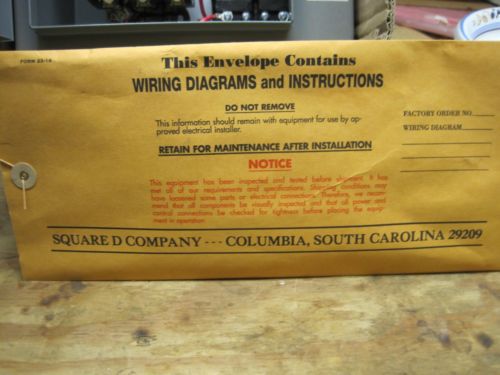 FORM 23-14
This Envelope Contains
WIRING DIAGRAMS and INSTRUCTIONS
DO NOT REMOVE
This information should remain with equipment for use by ap-
proved electrical installer.
RETAIN FOR MAINTENANCE AFTER INSTALLATION
FACTORY ORDER NO
WIRING DIAGRAM
NOTICE
This equipment has been inspected and tested before shipment. It has
met all of our requirements and specifications. Shipping conditions may
have loosened some parts or electrical connections. Therefore, we recom-
mend that all components be visually inspected and that all power and
control connections be checked for tightness before placing the equip-
ment in operation.
SQUARE D COMPANY --- COLUMBIA, SOUTH CAROLINA 29209